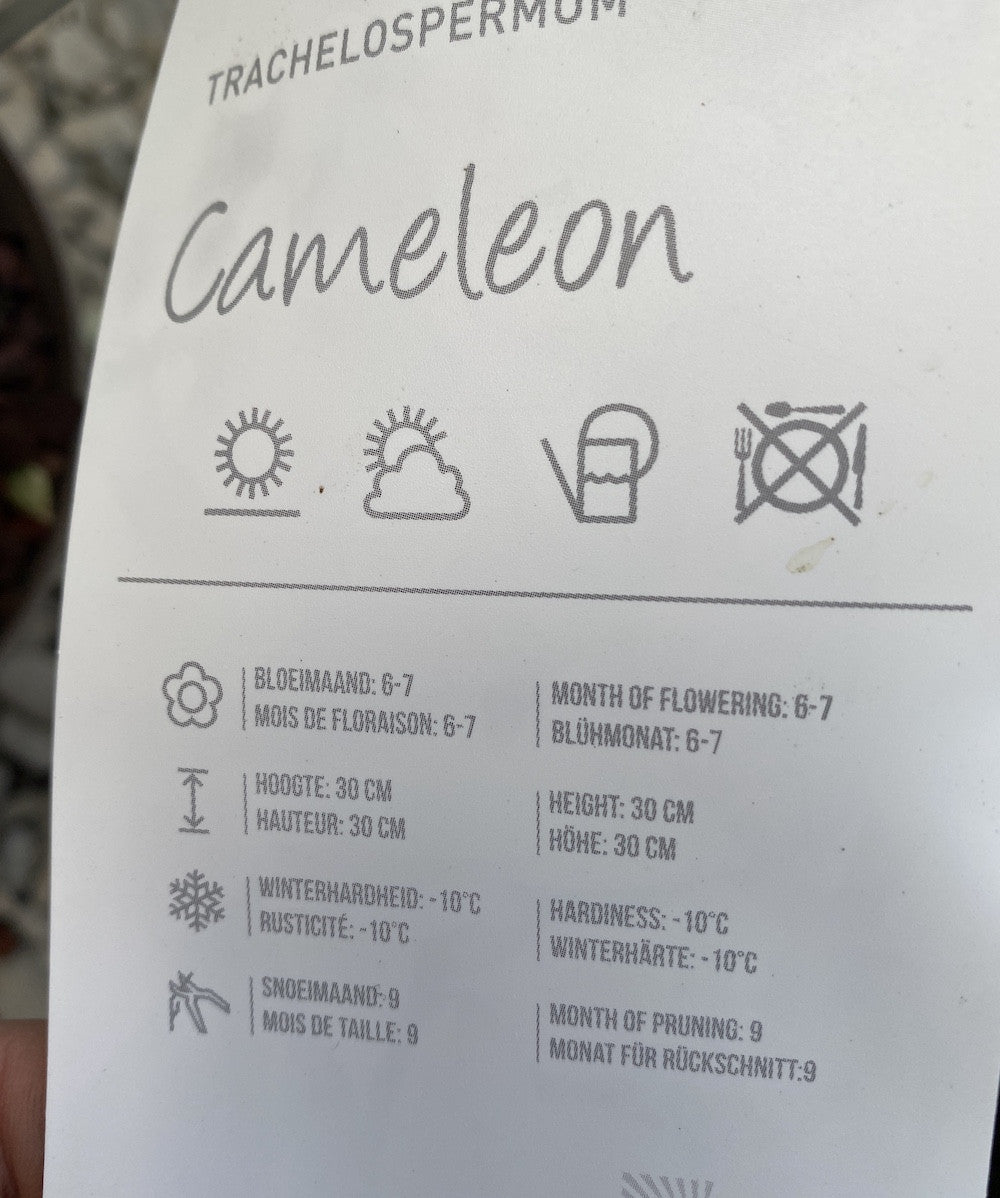 TRACHELOSPERMUM
Cameleon
BLOEIMAAND: 6-7
MOIS DE FLORAISON: 6-7
MONTH OF FLOWERING: 6-7
BLÜHMONAT: 6-7
HOOGTE: 30 CM
HAUTEUR: 30 CM
HEIGHT: 30 CM
HÖHE: 30 CM
WINTERHARDHEID: -10°C
RUSTICITÉ: -10°C
HARDINESS: -10°C
WINTERHÄRTE: -10°C
SNOEIMAAND: 9
MOIS DE TAILLE: 9
MONTH OF PRUNING: 9
MONAT FÜR RÜCKSCHNITT:9